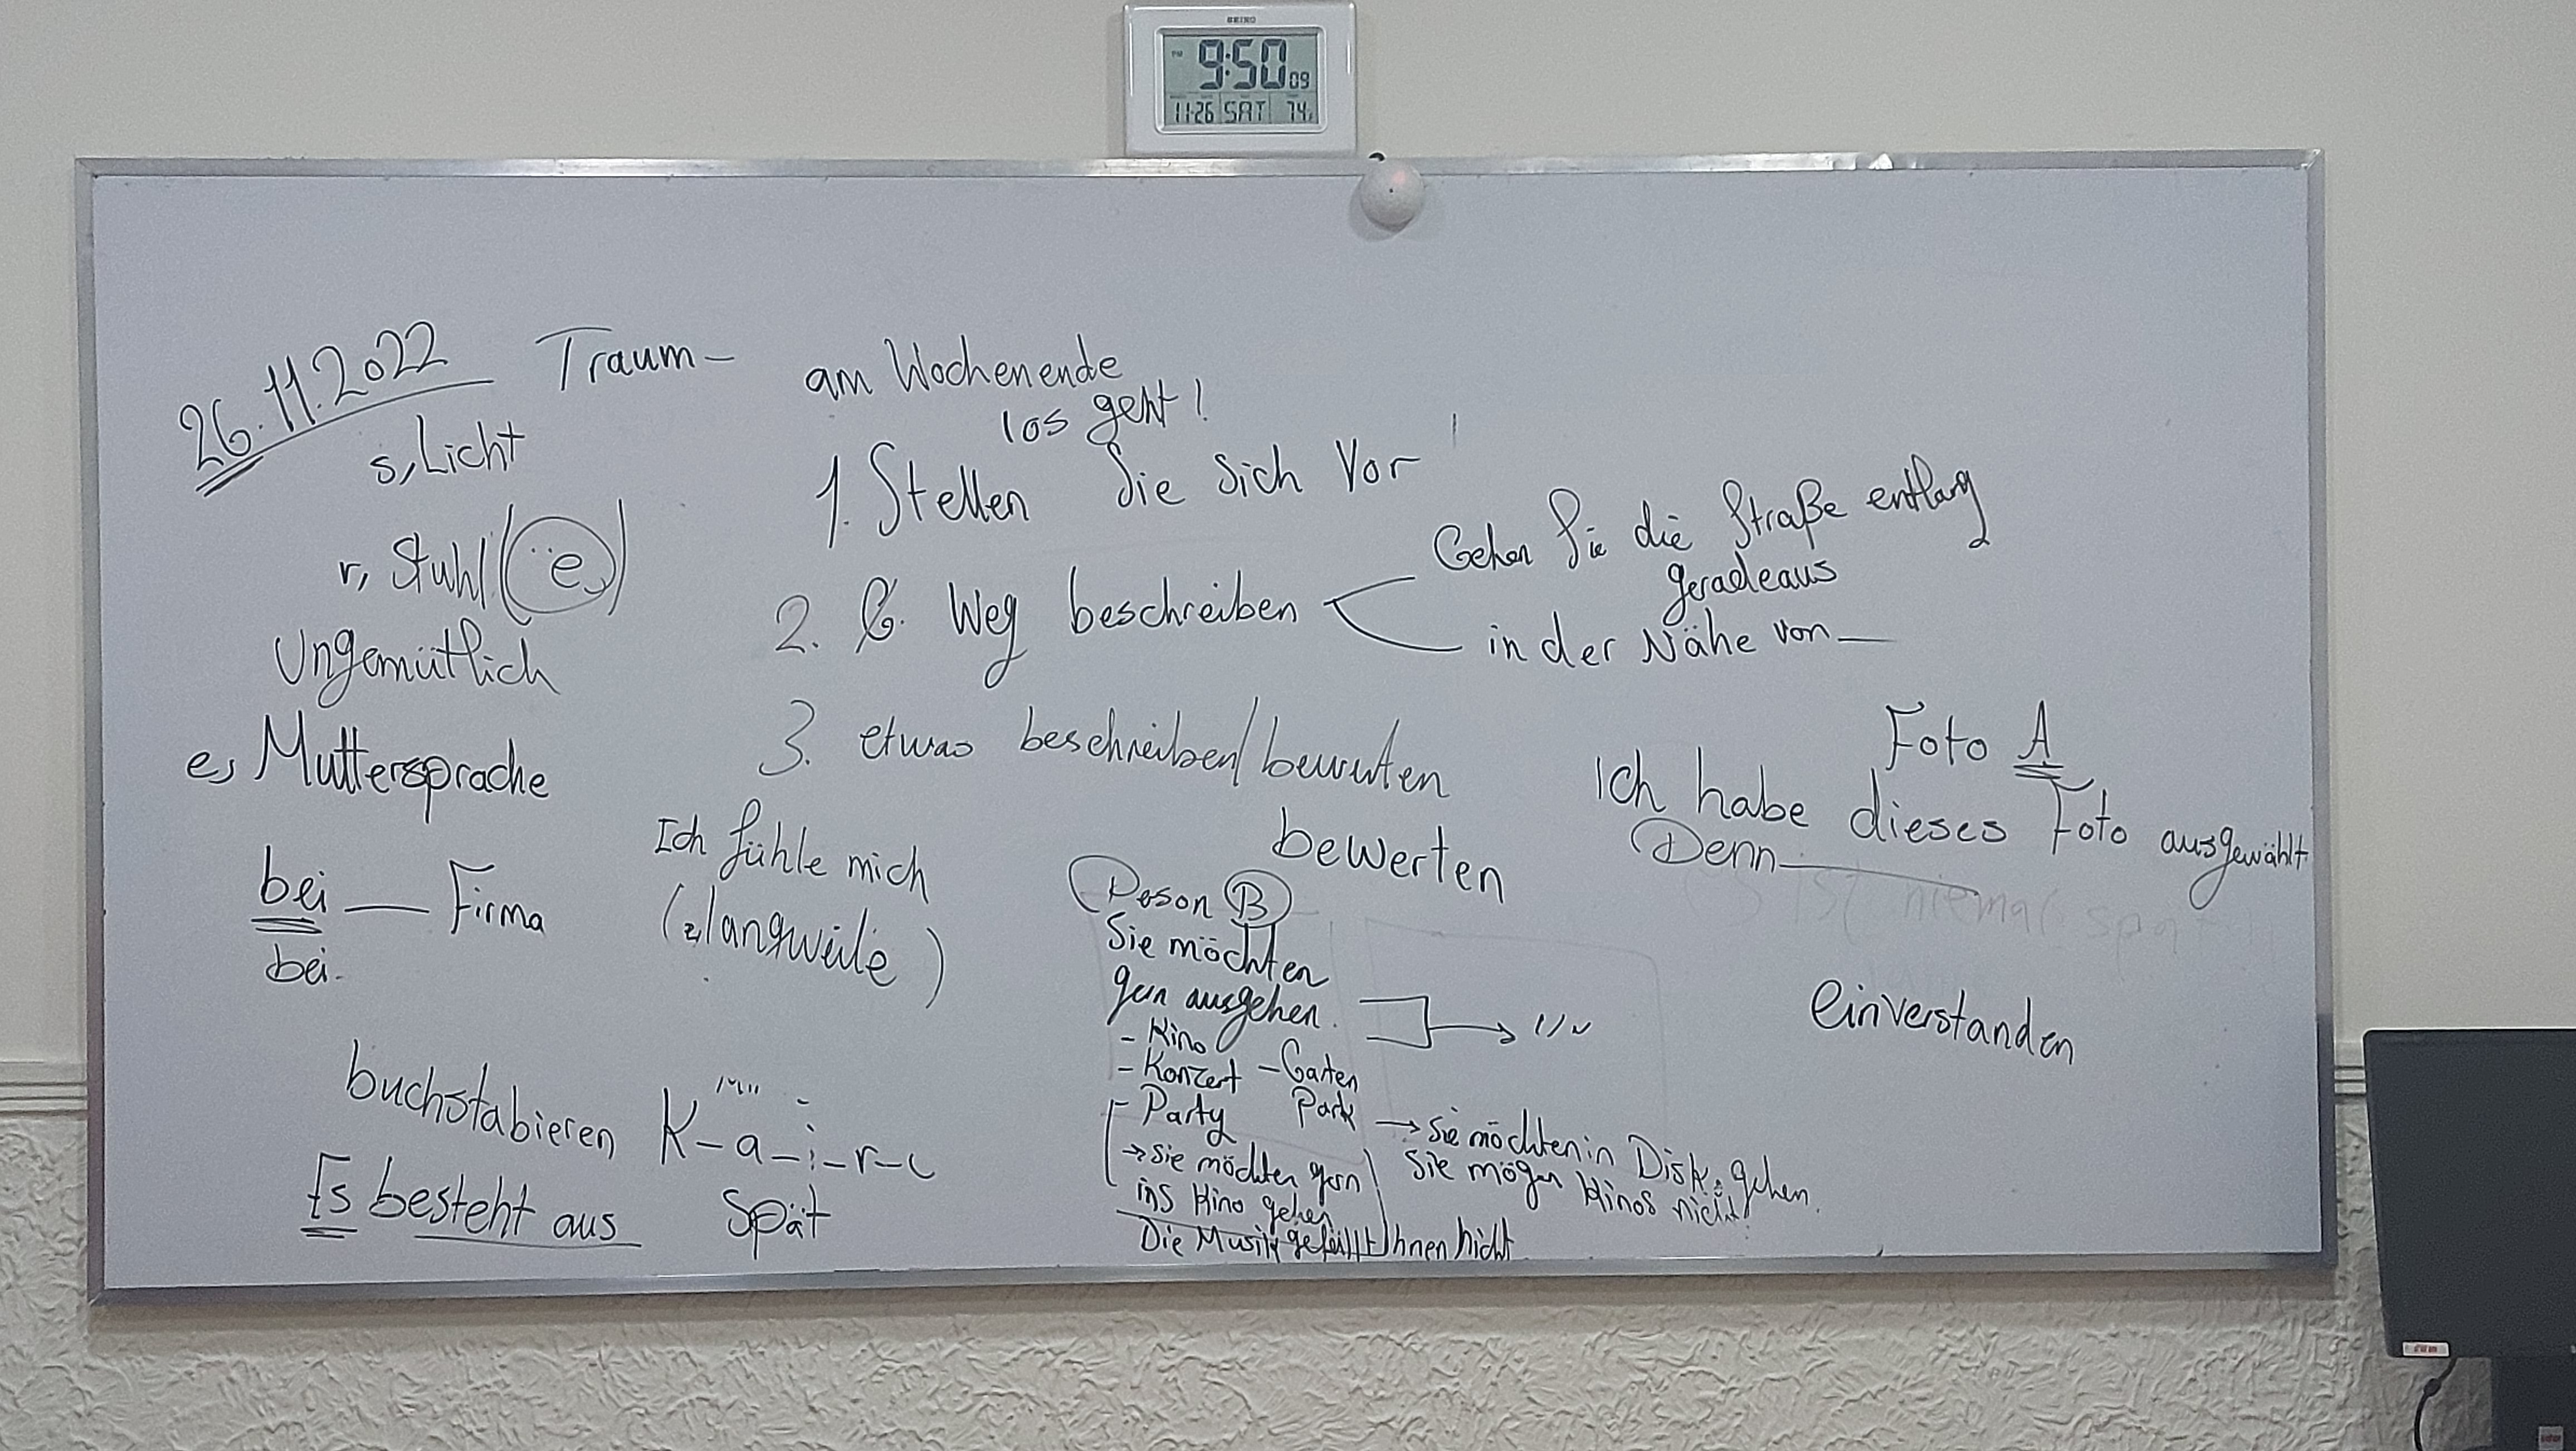 SEIKO
PM 9:50 09
11·26 SAT 74
26.11.2022
Traum-
s, Licht
r, Stuhl (¨e)
Ungemütlich
e, Muttersprache
bei — Firma
bei.
Ich fühle mich
langweile )
buchstabieren K-a-i-r-
Es besteht aus
Spät
am Wochenende
los geht!
1. Stellen Sie sich Vor
2. Weg beschreiben
Gehen Sie die Straße entlang
geradeaus
in der Nähe von —
3. etwas beschreiben/
bewerten
Person B
Sie möchten
gern ausgehen.
- Kino
- Konzert - Garten
- Party Park
→ Sie möchten gern
ins Kino gehen
Die Musik gefällt Ihnen nicht
→ Sie möchten in Disko gehen.
Sie mögen Kinos nicht
Foto A
Ich habe dieses Foto ausgewählt
Denn —
ist niemal spät
einverstanden